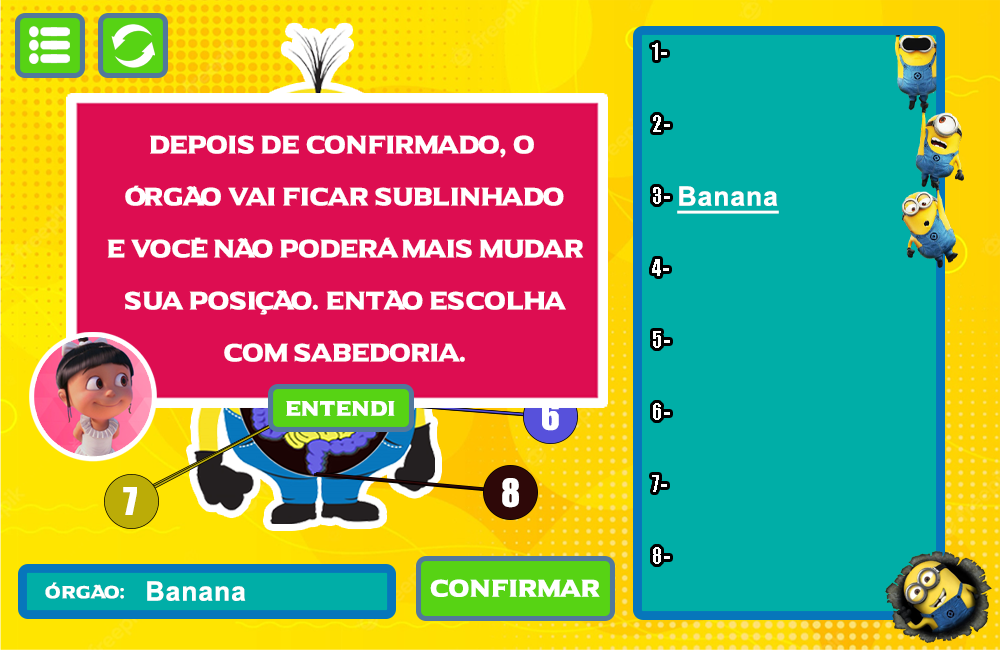 DEPOIS DE CONFIRMADO, O
ÓRGÃO VAI FICAR SUBLINHADO
E VOCÊ NÃO PODERÁ MAIS MUDAR
SUA POSIÇÃO. ENTÃO ESCOLHA
COM SABEDORIA.
ENTENDI
6
7
8
ÓRGÃO: Banana
CONFIRMAR
1-
2-
3- Banana
4-
5-
6-
7-
8-